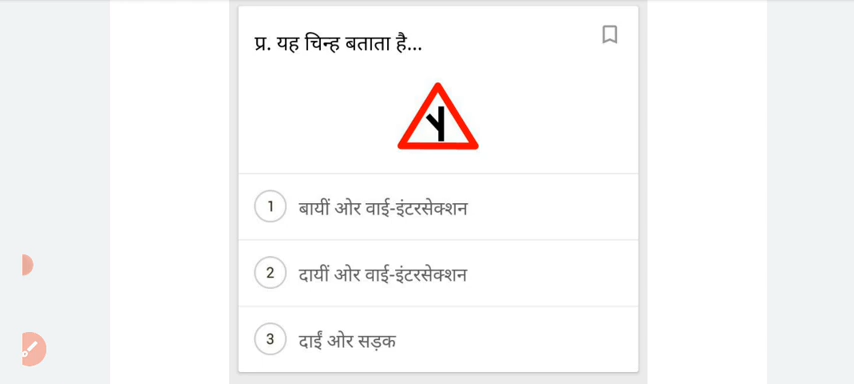 प्र. यह चिन्ह बताता है...
1 बायीं ओर वाई-इंटरसेक्शन
2 दायीं ओर वाई-इंटरसेक्शन
3 दाईं ओर सड़क